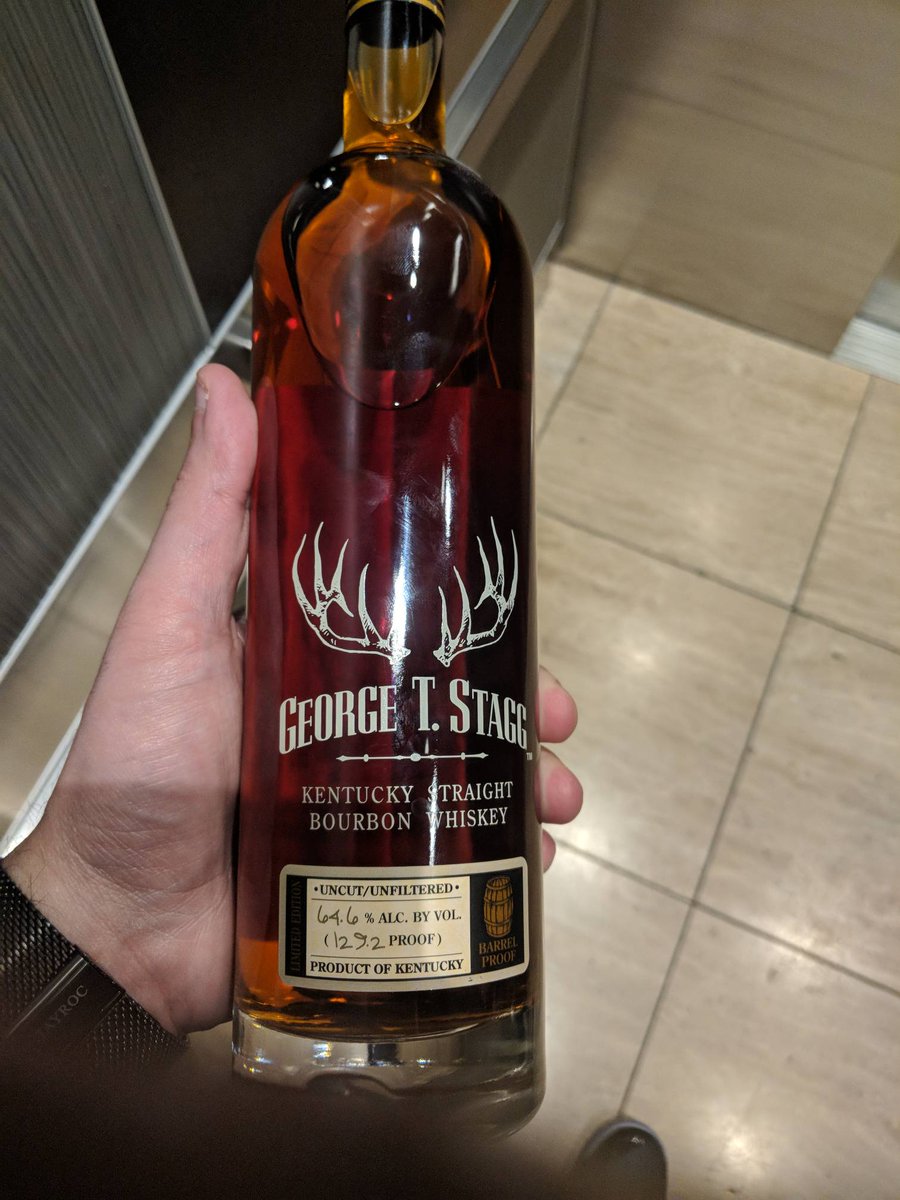 GEORGE T. STAGG
TM
KENTUCKY STRAIGHT
BOURBON WHISKEY
LIMITED EDITION
• UNCUT/UNFILTERED •
64.6 % ALC. BY VOL.
(129.2 PROOF)
PRODUCT OF KENTUCKY
BARREL
PROOF